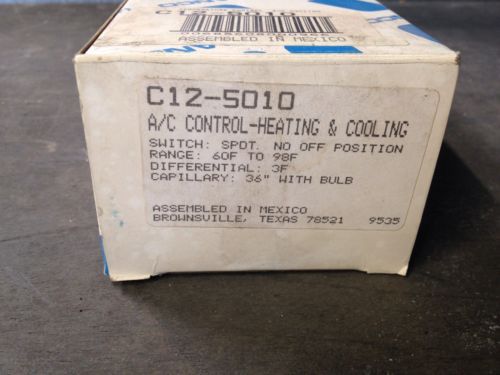 ASSEMBLED IN MEXICO
C12-5010
A/C CONTROL-HEATING & COOLING
SWITCH: SPDT. NO OFF POSITION
RANGE: 60F TO 98F
DIFFERENTIAL: 3F
CAPILLARY: 36" WITH BULB
ASSEMBLED IN MEXICO
BROWNSVILLE, TEXAS 78521 9535